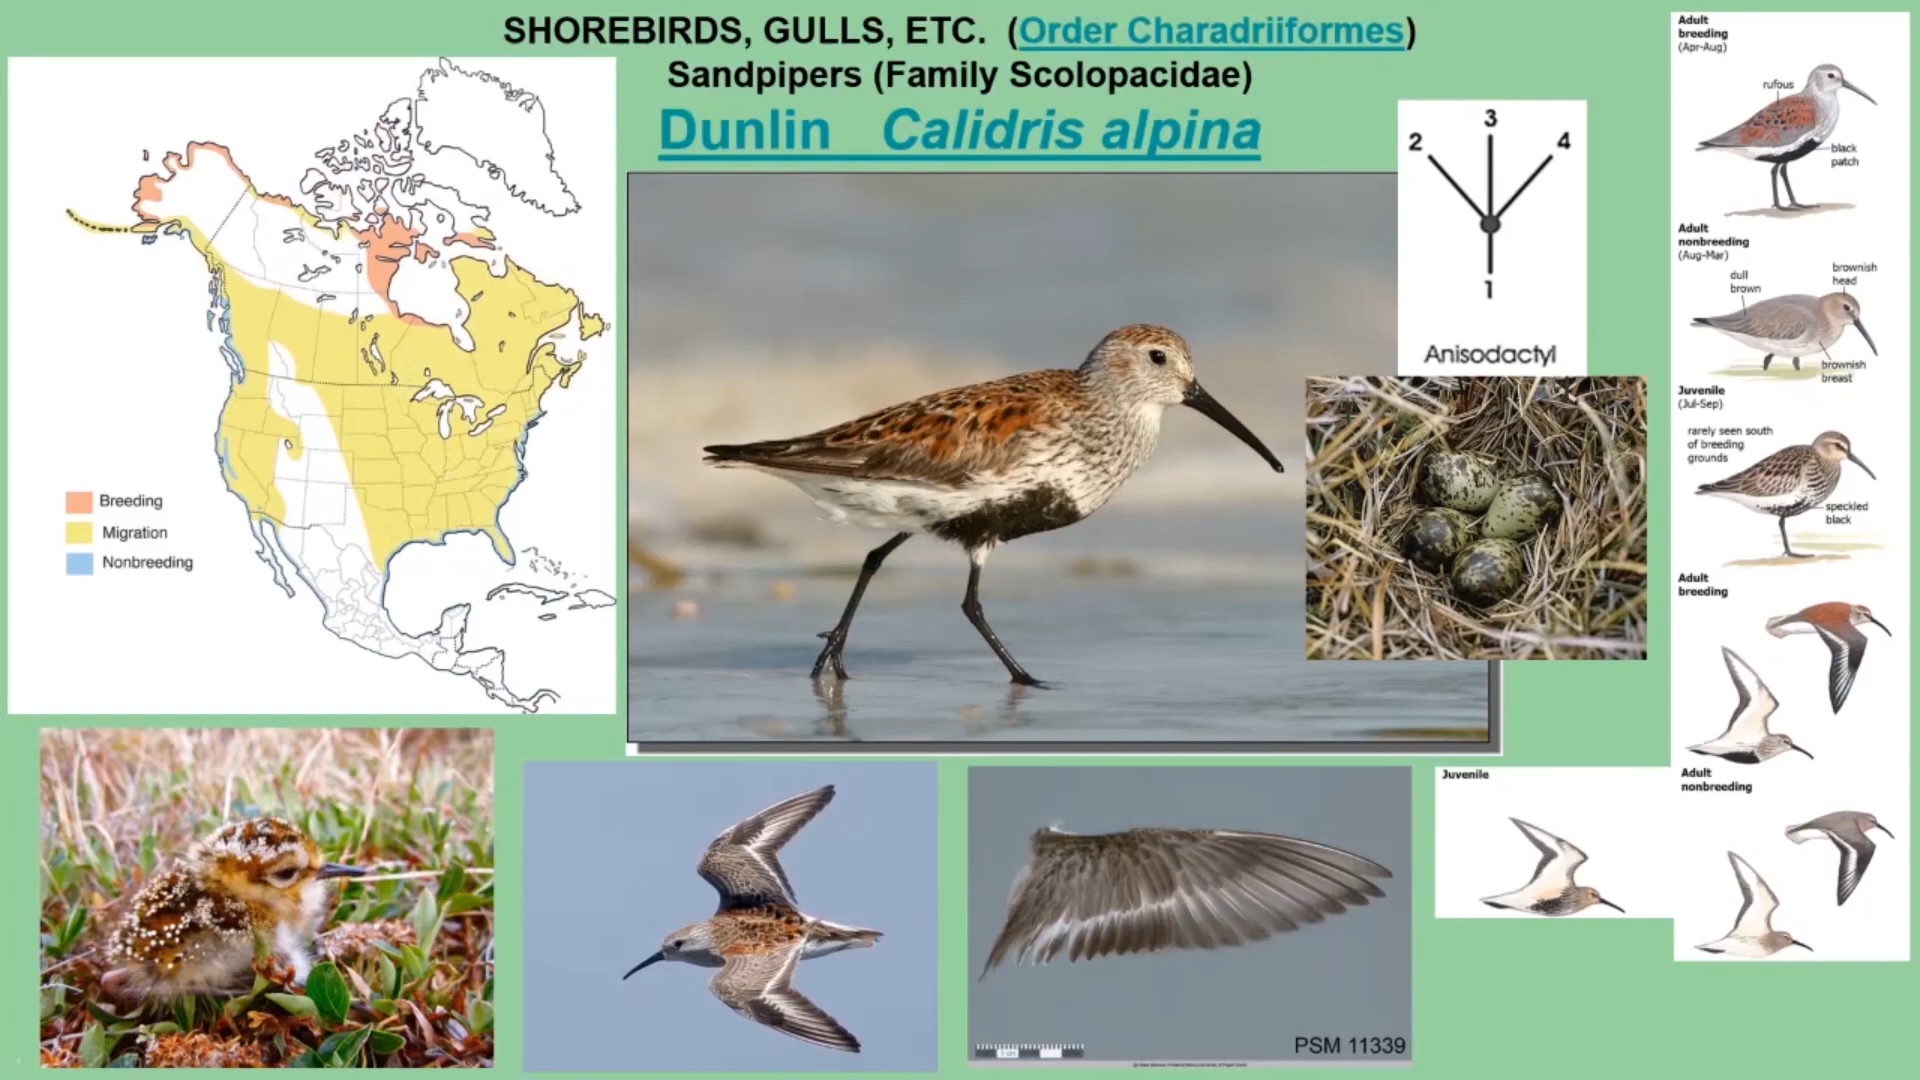 SHOREBIRDS, GULLS, ETC. (Order Charadriiformes)
Sandpipers (Family Scolopacidae)
Dunlin Calidris alpina
Breeding
Migration
Nonbreeding
3
2
4
1
Anisodactyl
Adult
breeding
(Apr-Aug)
rufous
black
patch
Adult
nonbreeding
(Aug-Mar)
dull
brown
brownish
head
brownish
breast
Juvenile
(Jul-Sep)
rarely seen south
of breeding
grounds
speckled
black
Adult
breeding
Adult
nonbreeding
Juvenile
1 cm
PSM 11339